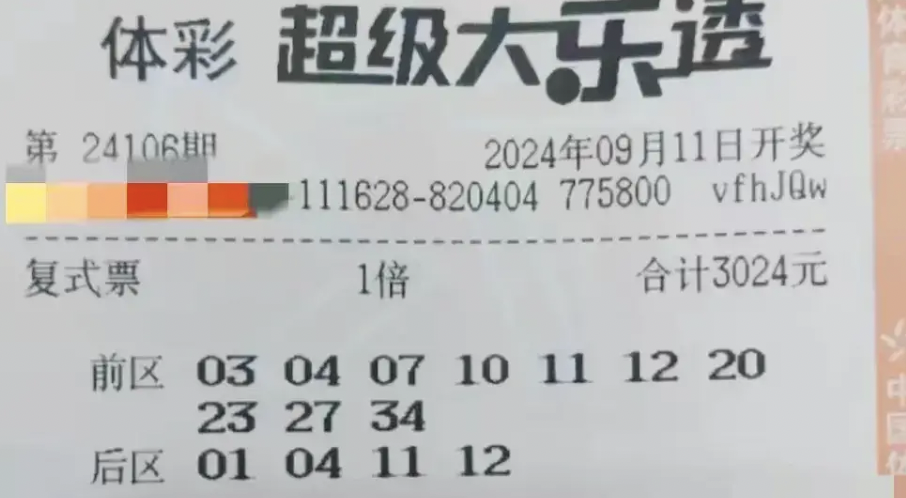 体彩 超级大乐透
第 24106期 2024年09月11日开奖
-111628-820404 775800 vfhJQw
复式票 1倍 合计3024元
前区 03 04 07 10 11 12 20
23 27 34
后区 01 04 11 12
体育彩票
中国体